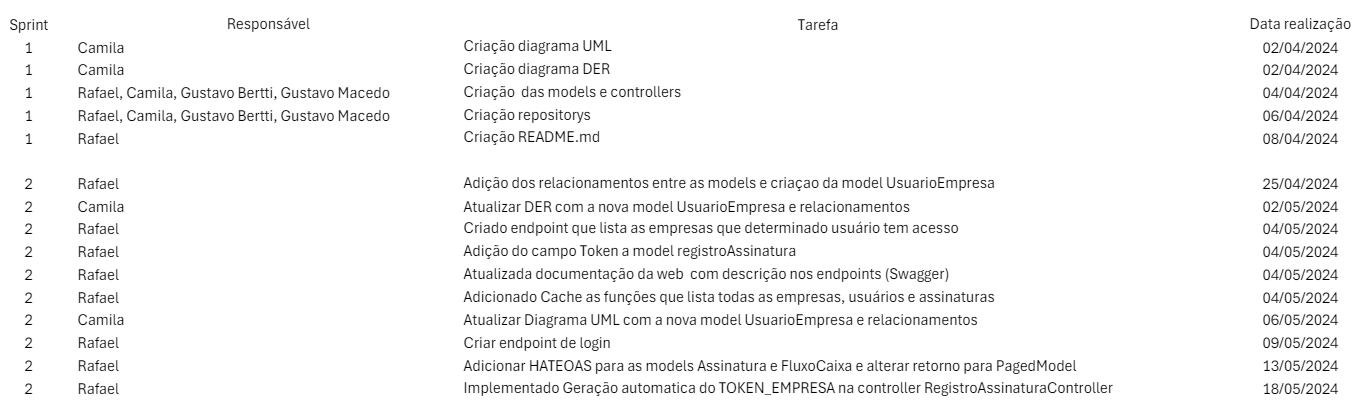 Sprint Responsável Tarefa Data realização
1 Camila Criação diagrama UML 02/04/2024
1 Camila Criação diagrama DER 02/04/2024
1 Rafael, Camila, Gustavo Bertti, Gustavo Macedo Criação  das models e controllers 04/04/2024
1 Rafael, Camila, Gustavo Bertti, Gustavo Macedo Criação repositorys 06/04/2024
1 Rafael Criação README.md 08/04/2024
2 Rafael Adição dos relacionamentos entre as models e criaçao da model UsuarioEmpresa 25/04/2024
2 Camila Atualizar DER com a nova model UsuarioEmpresa e relacionamentos 02/05/2024
2 Rafael Criado endpoint que lista as empresas que determinado usuário tem acesso 04/05/2024
2 Rafael Adição do campo Token a model registroAssinatura 04/05/2024
2 Rafael Atualizada documentação da web  com descrição nos endpoints (Swagger) 04/05/2024
2 Rafael Adicionado Cache as funções que lista todas as empresas, usuários e assinaturas 04/05/2024
2 Camila Atualizar Diagrama UML com a nova model UsuarioEmpresa e relacionamentos 06/05/2024
2 Rafael Criar endpoint de login 09/05/2024
2 Rafael Adicionar HATEOAS para as models Assinatura e FluxoCaixa e alterar retorno para PagedModel 13/05/2024
2 Rafael Implementado Geração automatica do TOKEN_EMPRESA na controller RegistroAssinaturaController 18/05/2024